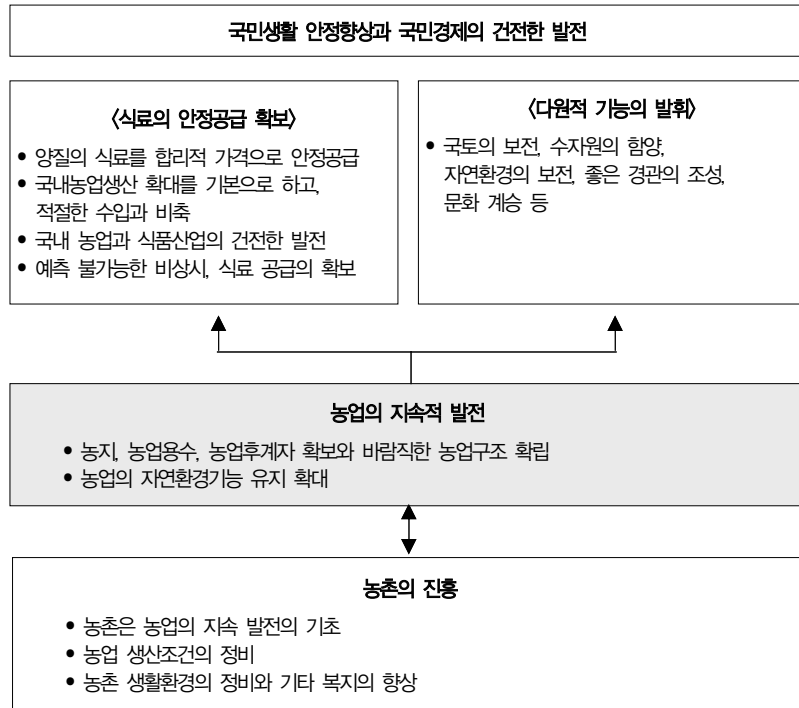 국민생활 안정향상과 국민경제의 건전한 발전
〈식료의 안정공급 확보〉
• 양질의 식료를 합리적 가격으로 안정공급
• 국내농업생산 확대를 기본으로 하고,
적절한 수입과 비축
• 국내 농업과 식품산업의 건전한 발전
• 예측 불가능한 비상시, 식료 공급의 확보
〈다원적 기능의 발휘〉
• 국토의 보전, 수자원의 함양,
자연환경의 보전, 좋은 경관의 조성,
문화 계승 등
농업의 지속적 발전
• 농지, 농업용수, 농업후계자 확보와 바람직한 농업구조 확립
• 농업의 자연환경기능 유지 확대
농촌의 진흥
• 농촌은 농업의 지속 발전의 기초
• 농업 생산조건의 정비
• 농촌 생활환경의 정비와 기타 복지의 향상